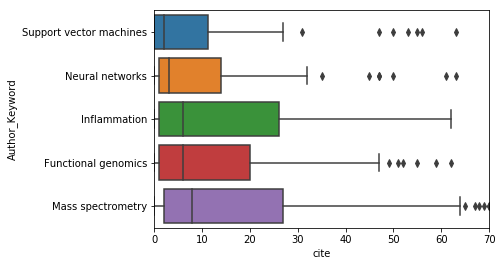 Author_Keyword
Support vector machines
Neural networks
Inflammation
Functional genomics
Mass spectrometry
0 10 20 30 40 50 60 70
cite